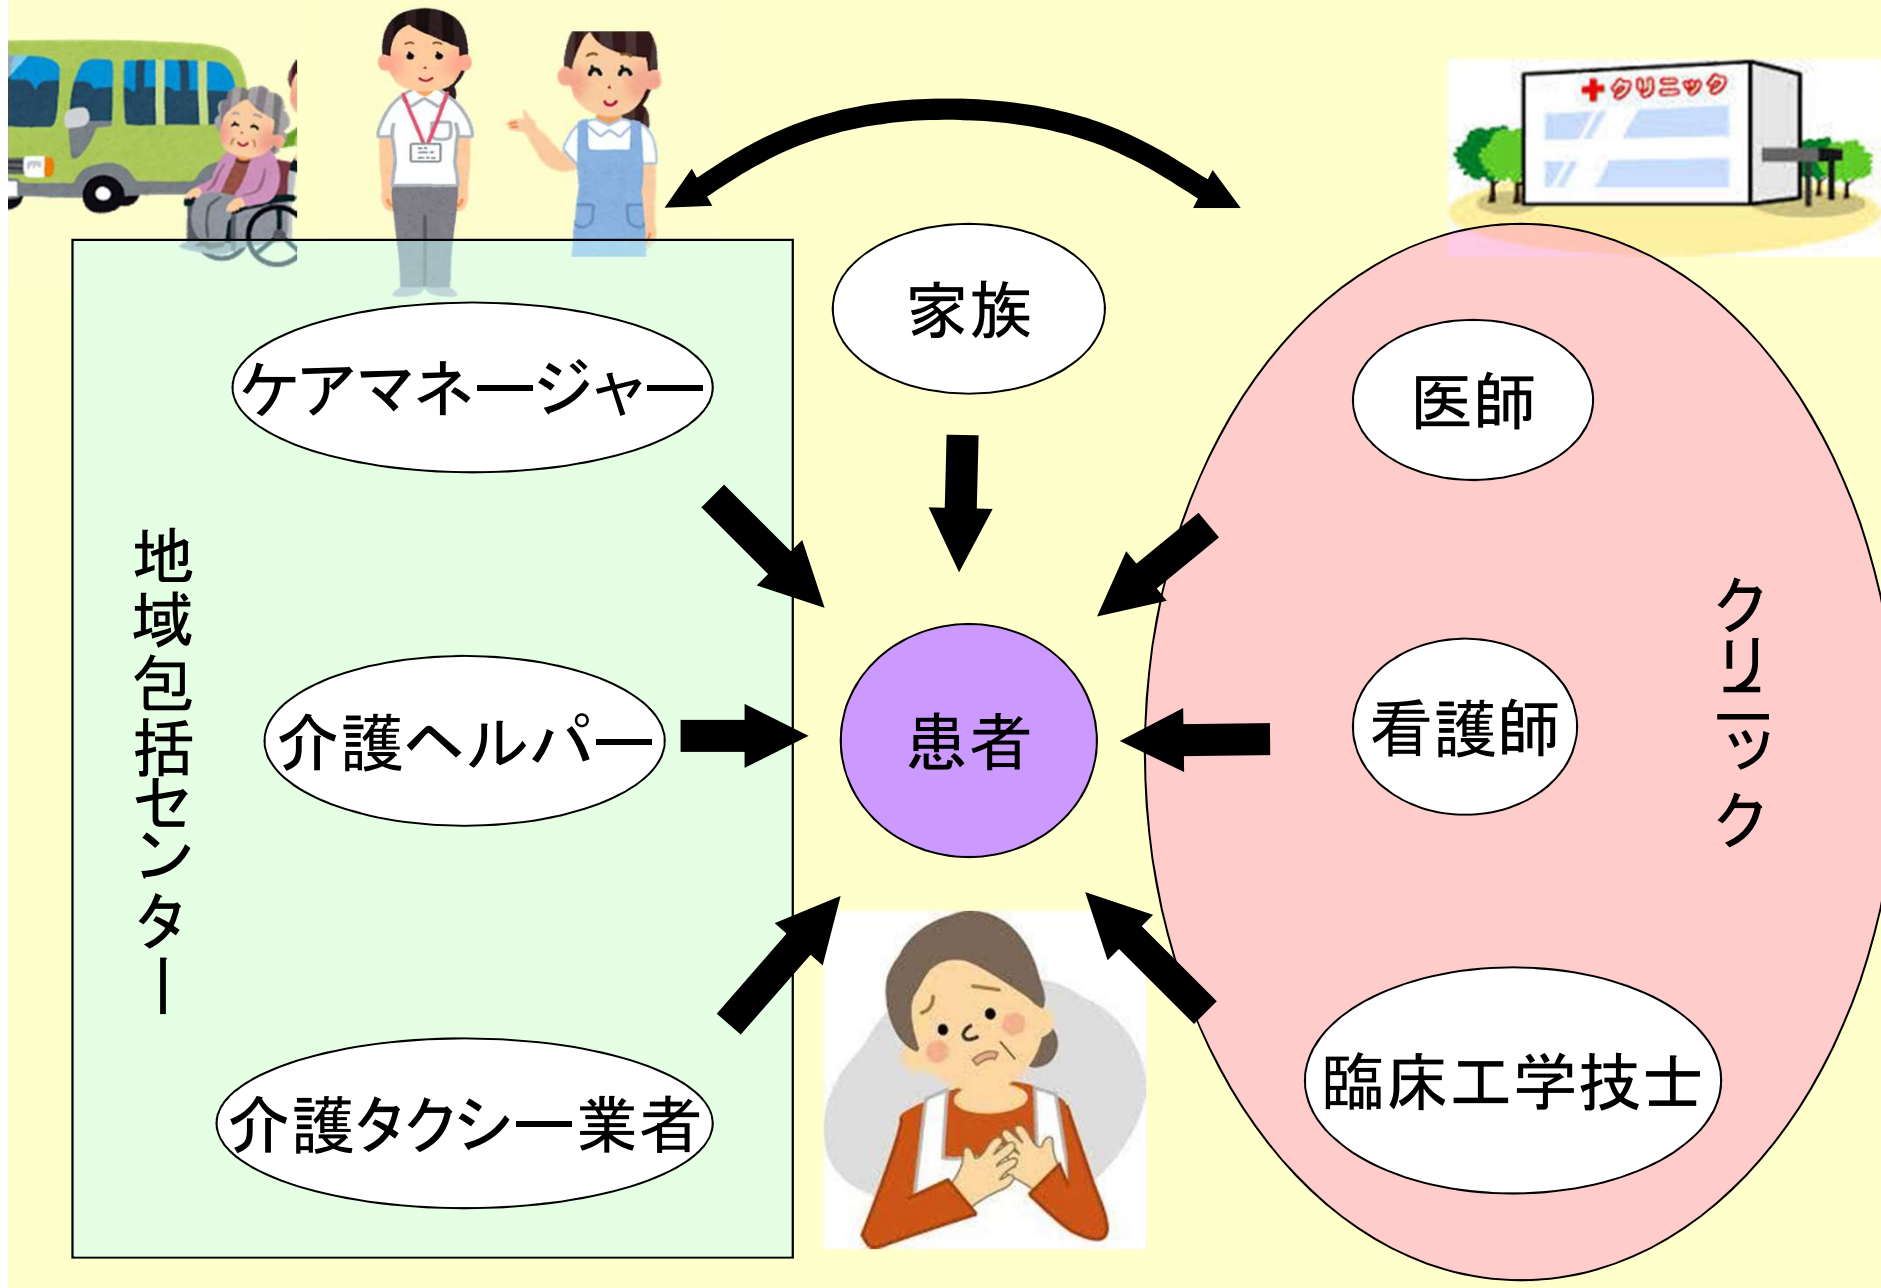 クリニック
家族
ケアマネージャー
医師
地域包括センター
クリニック
介護ヘルパー
患者
看護師
介護タクシー業者
臨床工学技士